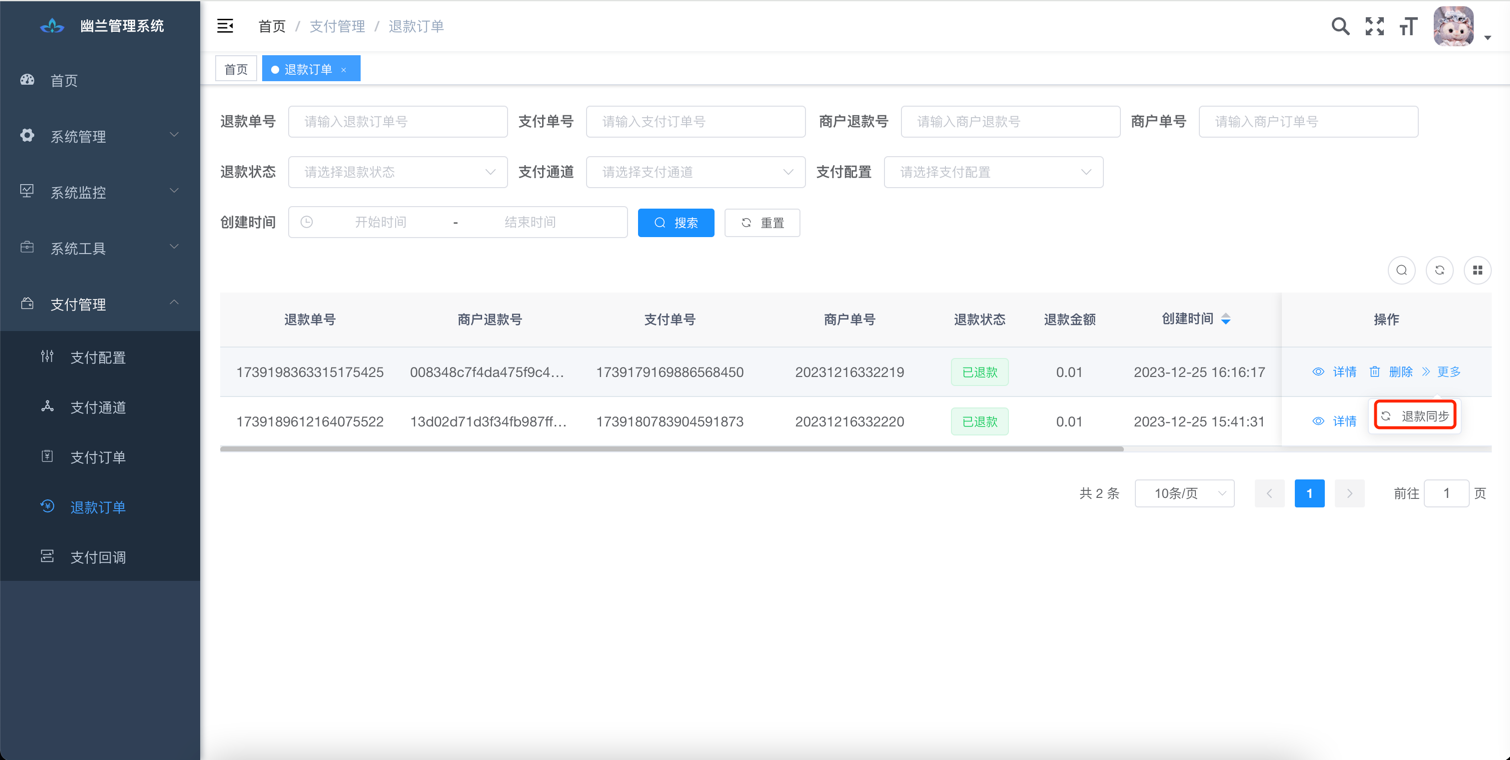 幽兰管理系统
首页 / 支付管理 / 退款订单
首页
系统管理
系统监控
系统工具
支付管理
支付配置
支付通道
支付订单
退款订单
支付回调
首页 退款订单 ×
退款单号 请输入退款订单号 支付单号 请输入支付订单号 商户退款号 请输入商户退款号 商户单号 请输入商户订单号
退款状态 请选择退款状态 支付通道 请选择支付通道 支付配置 请选择支付配置
创建时间 开始时间 - 结束时间 搜索 重置
退款单号 商户退款号 支付单号 商户单号 退款状态 退款金额 创建时间 操作
1739198363315175425 008348c7f4da475f9c4... 1739179169886568450 20231216332219 已退款 0.01 2023-12-25 16:16:17 详情 删除 更多
1739189612164075522 13d02d71d3f34fb987ff... 1739180783904591873 20231216332220 已退款 0.01 2023-12-25 15:41:31 详情
退款同步
共 2 条 10条/页 1 前往 1 页